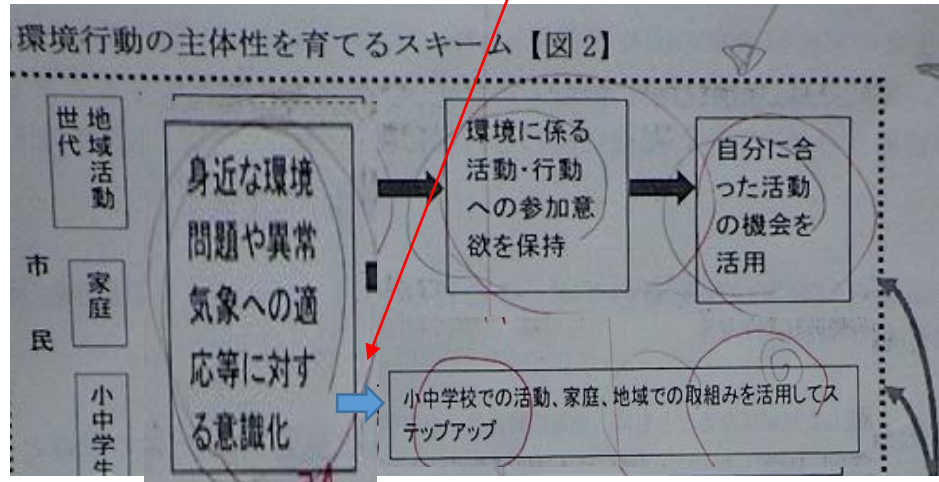 環境行動の主体性を育てるスキーム【図2】
地域活動
世代
市民
家庭
小中学生
身近な環境
問題や異常
気象への適
応等に対す
る意識化
環境に係る
活動・行動
への参加意
欲を保持
自分に合
った活動
の機会を
活用
小中学校での活動、家庭、地域での取組みを活用してス
テップアップ